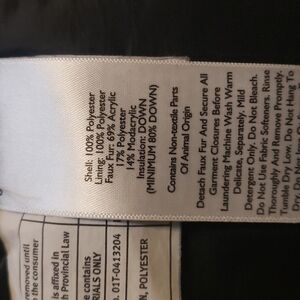 Shell: 100% Polyester
Lining: 100% Polyester
Faux Fur: 69% Acrylic
17% Polyester
14% Modacrylic
Insulation: DOWN
(MINIMUM 80% DOWN)
Contains Non-textile Parts
Of Animal Origin
Detach Faux Fur And Secure All
Garment Closures Before
Laundering Machine Wash Warm
Delicate, Separately, Mild
Detergent Only. Do Not Bleach.
Do Not Use Fabric Softeners. Rinse
Thoroughly And Remove Promptly.
Tumble Dry Low. Do Not Hang To
removed until
the consumer
is affixed in
Provincial Law
contains
MATERIALS ONLY
01T-0413204
POLYESTER